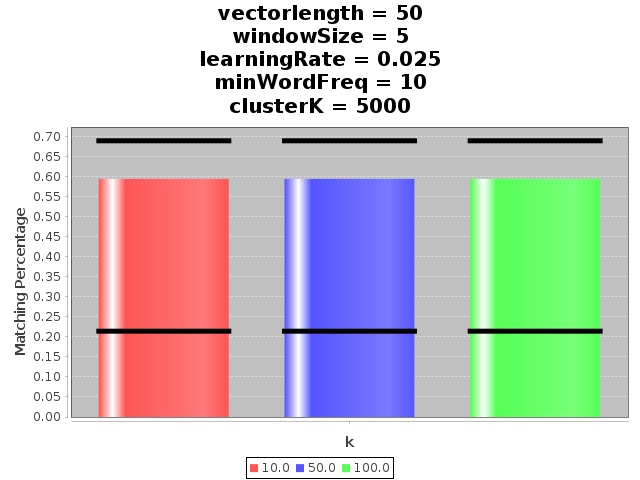 vectorlength = 50
windowSize = 5
learningRate = 0.025
minWordFreq = 10
clusterK = 5000
Matching Percentage
0.70
0.65
0.60
0.55
0.50
0.45
0.40
0.35
0.30
0.25
0.20
0.15
0.10
0.05
0.00
k
10.0 50.0 100.0